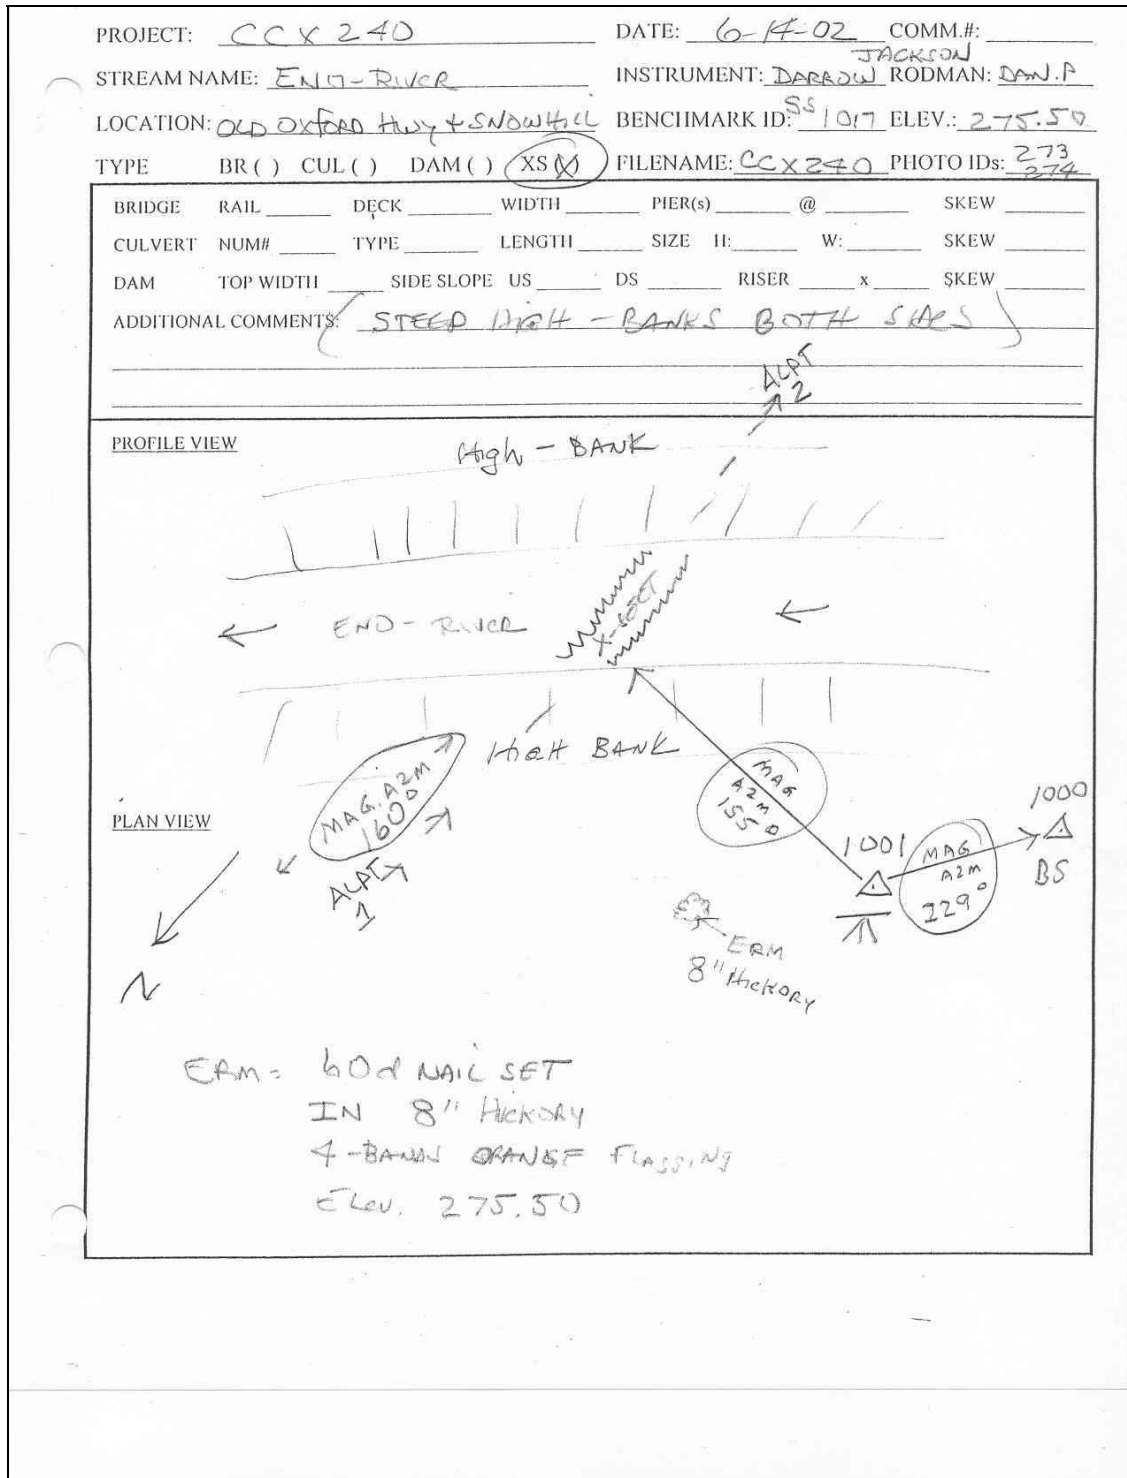 PROJECT: CCX240 DATE: 6-14-02 COMM.#:
JACKSON
STREAM NAME: ENO-RIVER INSTRUMENT: DARROW RODMAN: DAN.P
LOCATION: OLD OXFORD HWY + SNOWHILL BENCHMARK ID: SS 1017 ELEV.: 275.50
TYPE BR ( ) CUL ( ) DAM ( ) XS (X) FILENAME: CCX240 PHOTO IDs: 273
274
BRIDGE RAIL DECK WIDTH PIER(s) @ SKEW
CULVERT NUM# TYPE LENGTH SIZE H: W: SKEW
DAM TOP WIDTH SIDE SLOPE US DS RISER x SKEW
ADDITIONAL COMMENTS: STEEP HIGH - BANKS BOTH SIDES
ALPT
2
PROFILE VIEW
High - BANK
X-SECT
ENO - RIVER
HIGH BANK
MAG. AZM
160°
MAG
AZM
155°
1000
PLAN VIEW
1001
MAG
AZM
229°
BS
ALPT
1
ERM
8" HICKORY
N
ERM = 60d NAIL SET
IN 8" HICKORY
4 - BANDS ORANGE FLAGGING
ELEV. 275.50